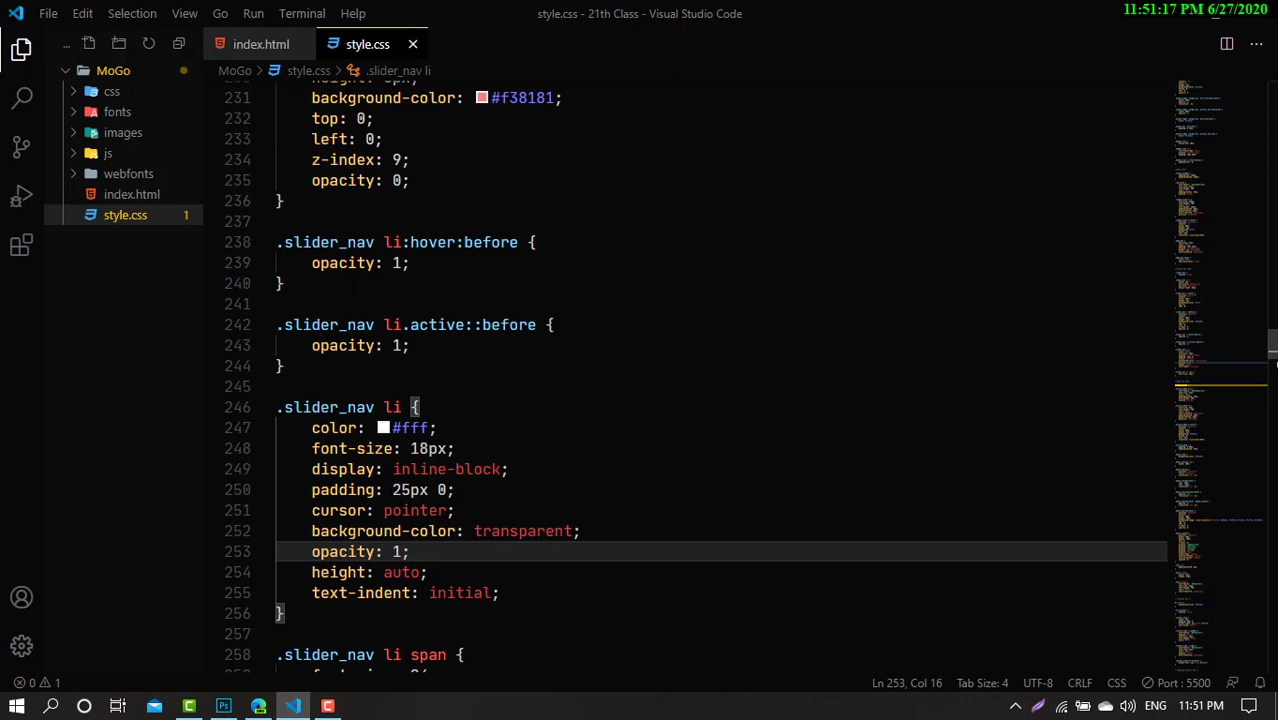 File Edit Selection View Go Run Terminal Help
style.css - 21th Class - Visual Studio Code
11:51:17 PM 6/27/2020
...
index.html
style.css
MoGo
css
fonts
images
js
webfonts
index.html
style.css 1
MoGo > style.css > .slider_nav li
231 background-color: #f38181;
232 top: 0;
233 left: 0;
234 z-index: 9;
235 opacity: 0;
236 }
237
238 .slider_nav li:hover:before {
239 opacity: 1;
240 }
241
242 .slider_nav li.active::before {
243 opacity: 1;
244 }
245
246 .slider_nav li {
247 color: #fff;
248 font-size: 18px;
249 display: inline-block;
250 padding: 25px 0;
251 cursor: pointer;
252 background-color: transparent;
253 opacity: 1;
254 height: auto;
255 text-indent: initial;
256 }
257
258 .slider_nav li span {
0 1
Ln 253, Col 16 Tab Size: 4 UTF-8 CRLF CSS Port : 5500
ENG 11:51 PM